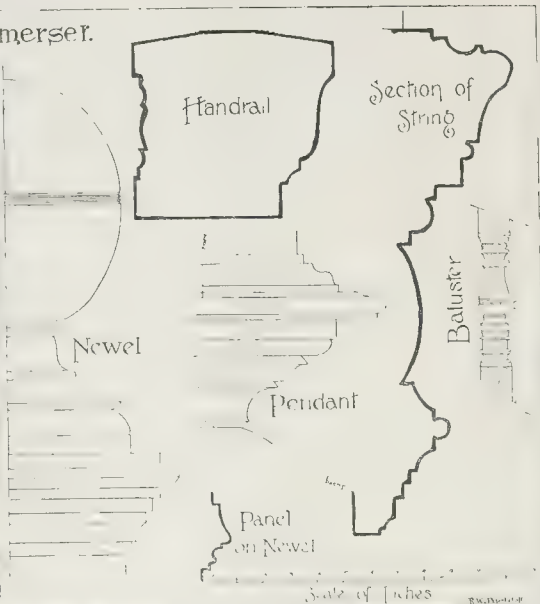 merset.
Handrail
Section of
String
Newel
Baluster
Pendant
Panel
on Newel
Scale of Inches